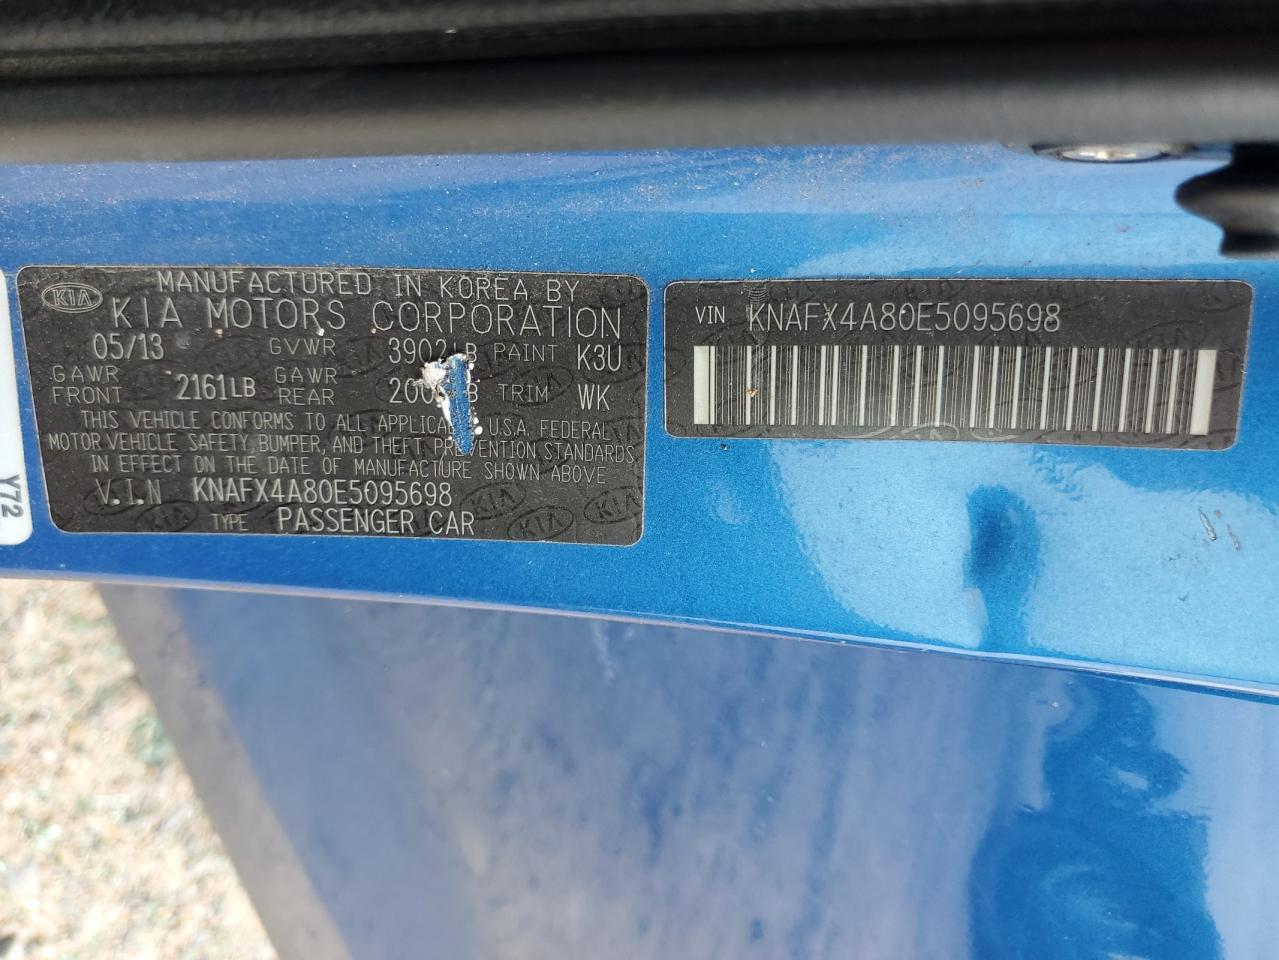 MANUFACTURED IN KOREA BY
KIA
KIA MOTORS CORPORATION
05/13 GVWR 3902LB PAINT K3U
GAWR FRONT 2161LB GAWR REAR TRIM WK
THIS VEHICLE CONFORMS TO ALL U.S.A. FEDERAL
MOTOR VEHICLE SAFETY, BUMPER, AND THEFT PREVENTION STANDARDS
IN EFFECT ON THE DATE OF MANUFACTURE SHOWN ABOVE
V.I.N KNAFX4A80E5095698
TYPE PASSENGER CAR
VIN KNAFX4A80E5095698
Y72